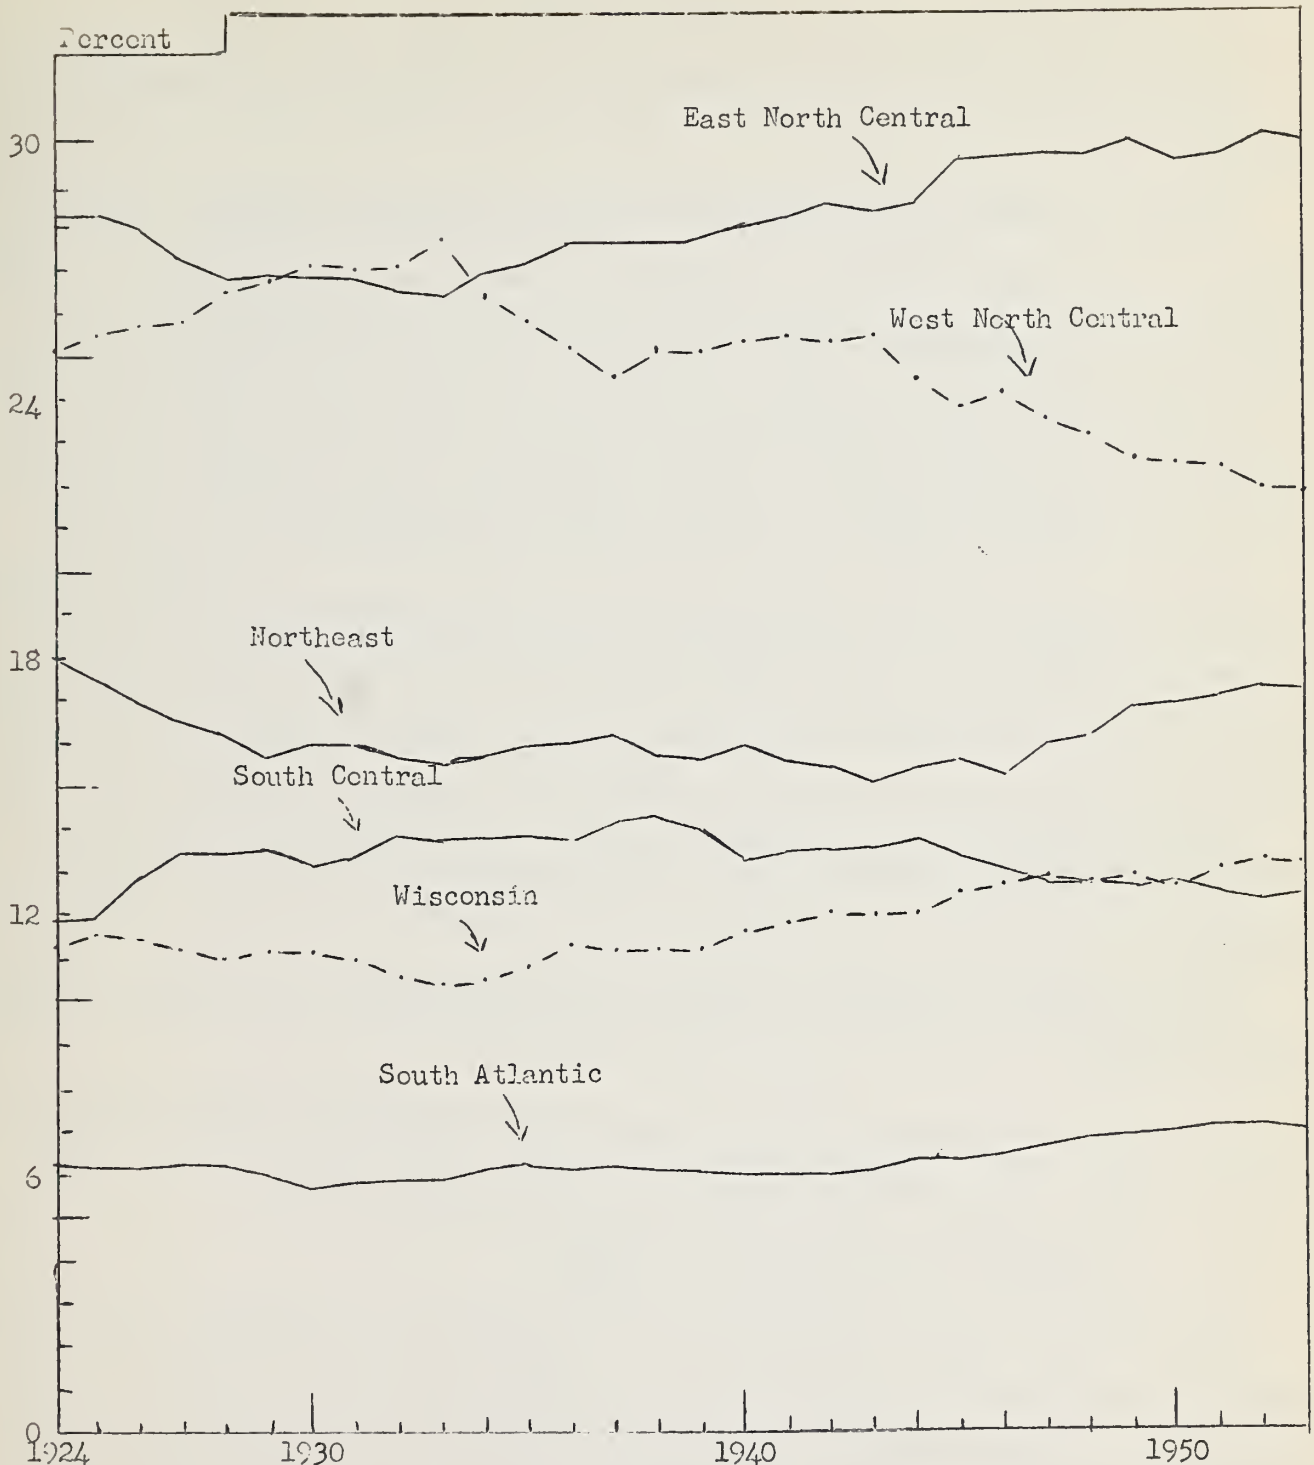 Percent
East North Central
30
West North Central
24
Northeast
18
South Central
Wisconsin
12
South Atlantic
6
0
1924 1930 1940 1950